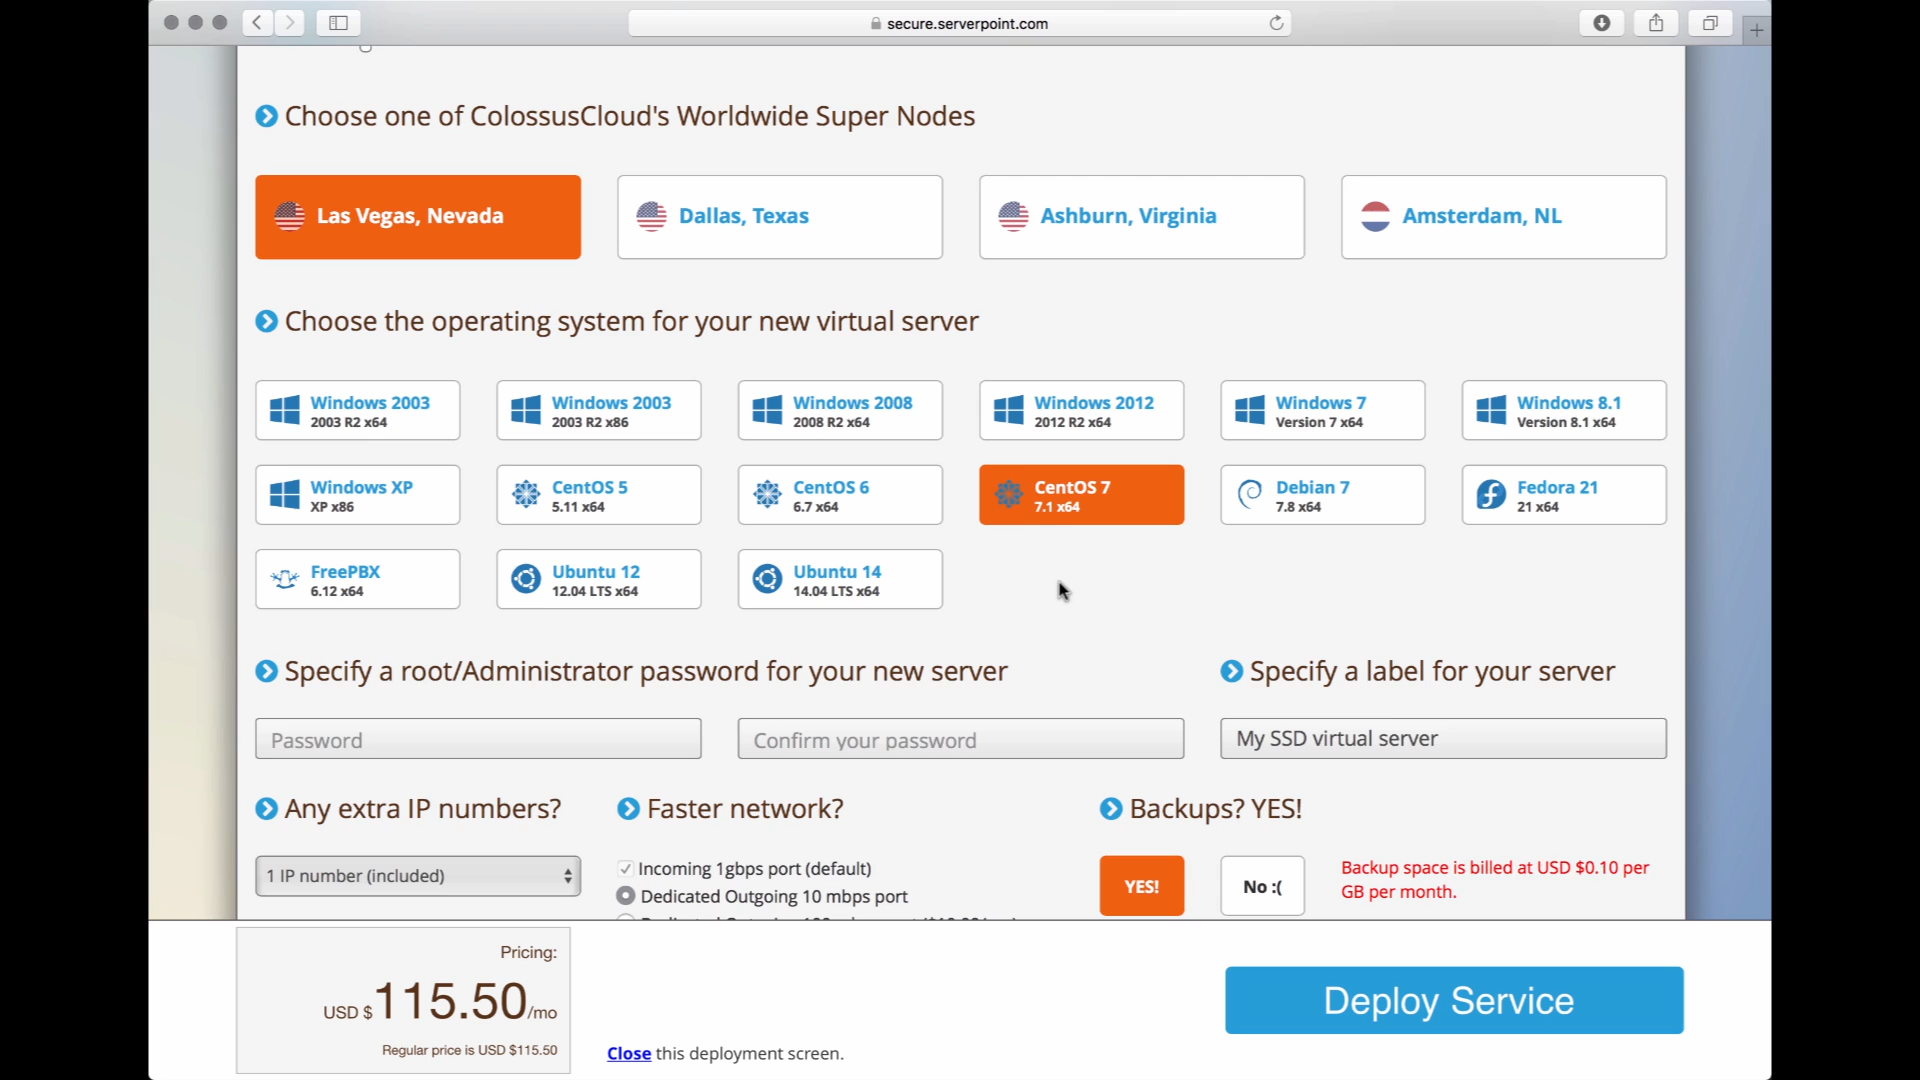 secure.serverpoint.com
Choose one of ColossusCloud's Worldwide Super Nodes
Las Vegas, Nevada
Dallas, Texas
Ashburn, Virginia
Amsterdam, NL
Choose the operating system for your new virtual server
Windows 2003
2003 R2 x64
Windows 2003
2003 R2 x86
Windows 2008
2008 R2 x64
Windows 2012
2012 R2 x64
Windows 7
Version 7 x64
Windows 8.1
Version 8.1 x64
Windows XP
XP x86
CentOS 5
5.11 x64
CentOS 6
6.7 x64
CentOS 7
7.1 x64
Debian 7
7.8 x64
Fedora 21
21 x64
FreePBX
6.12 x64
Ubuntu 12
12.04 LTS x64
Ubuntu 14
14.04 LTS x64
Specify a root/Administrator password for your new server
Specify a label for your server
Password
Confirm your password
My SSD virtual server
Any extra IP numbers?
Faster network?
Backups? YES!
1 IP number (included)
Incoming 1gbps port (default)
Dedicated Outgoing 10 mbps port
YES!
No :(
Backup space is billed at USD $0.10 per
GB per month.
Pricing:
USD $115.50/mo
Regular price is USD $115.50
Close this deployment screen.
Deploy Service